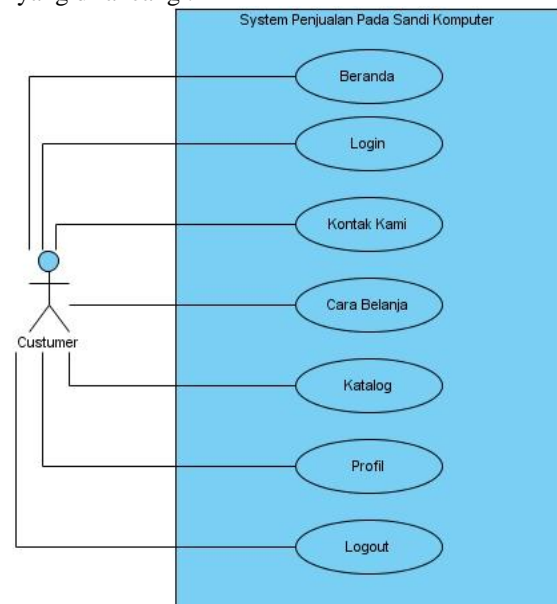 System Penjualan Pada Sandi Komputer
Beranda
Login
Kontak Kami
Cara Belanja
Custumer
Katalog
Profil
Logout